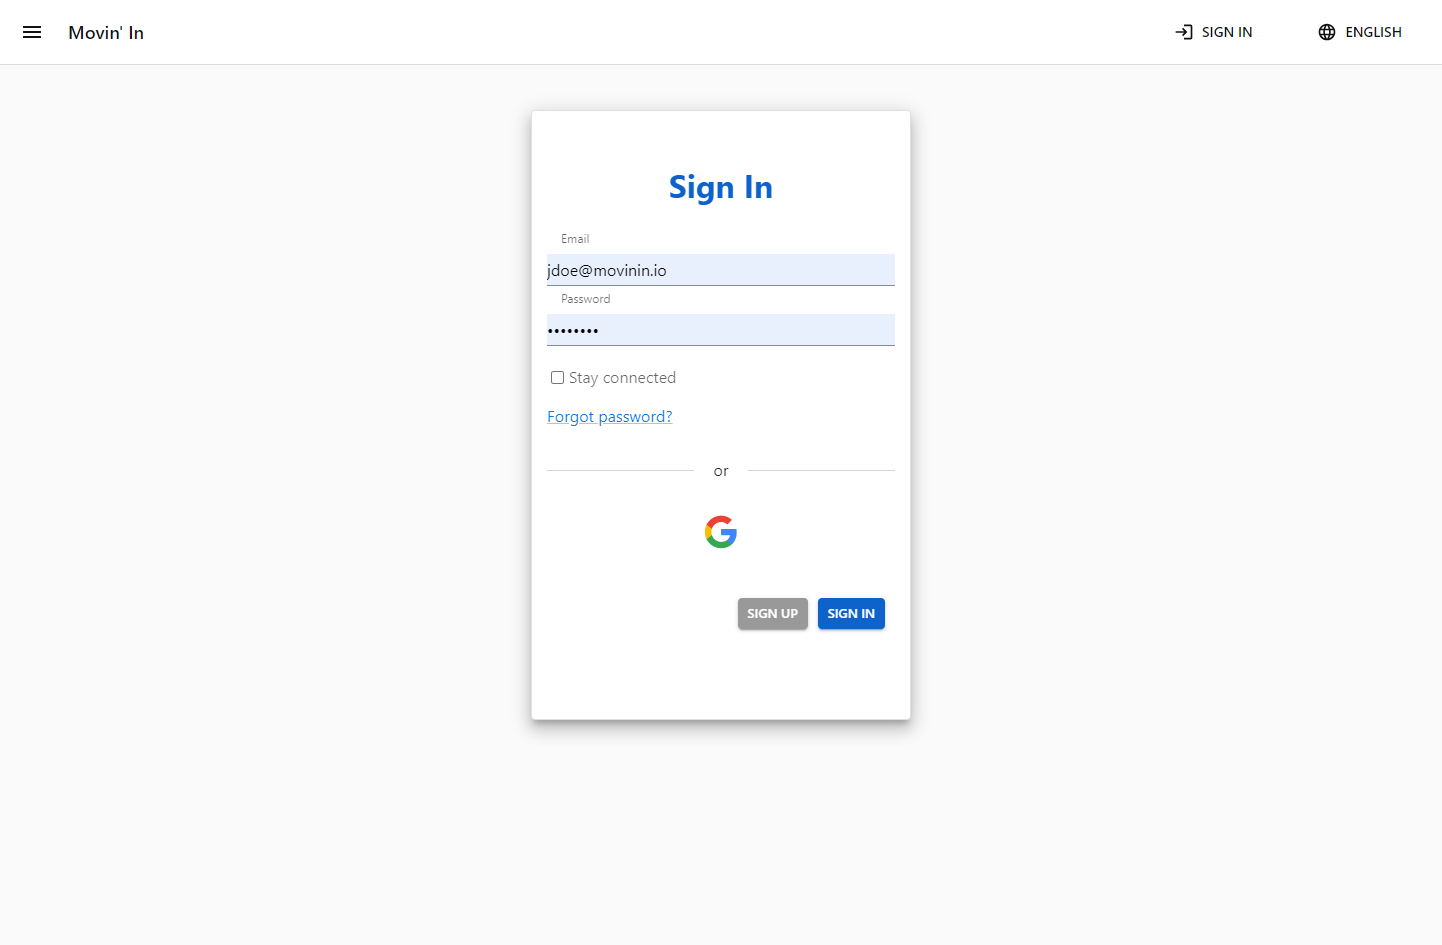 Movin' In
SIGN IN
ENGLISH
Sign In
Email
jdoe@movinin.io
Password
••••••••
Stay connected
Forgot password?
or
SIGN UP
SIGN IN